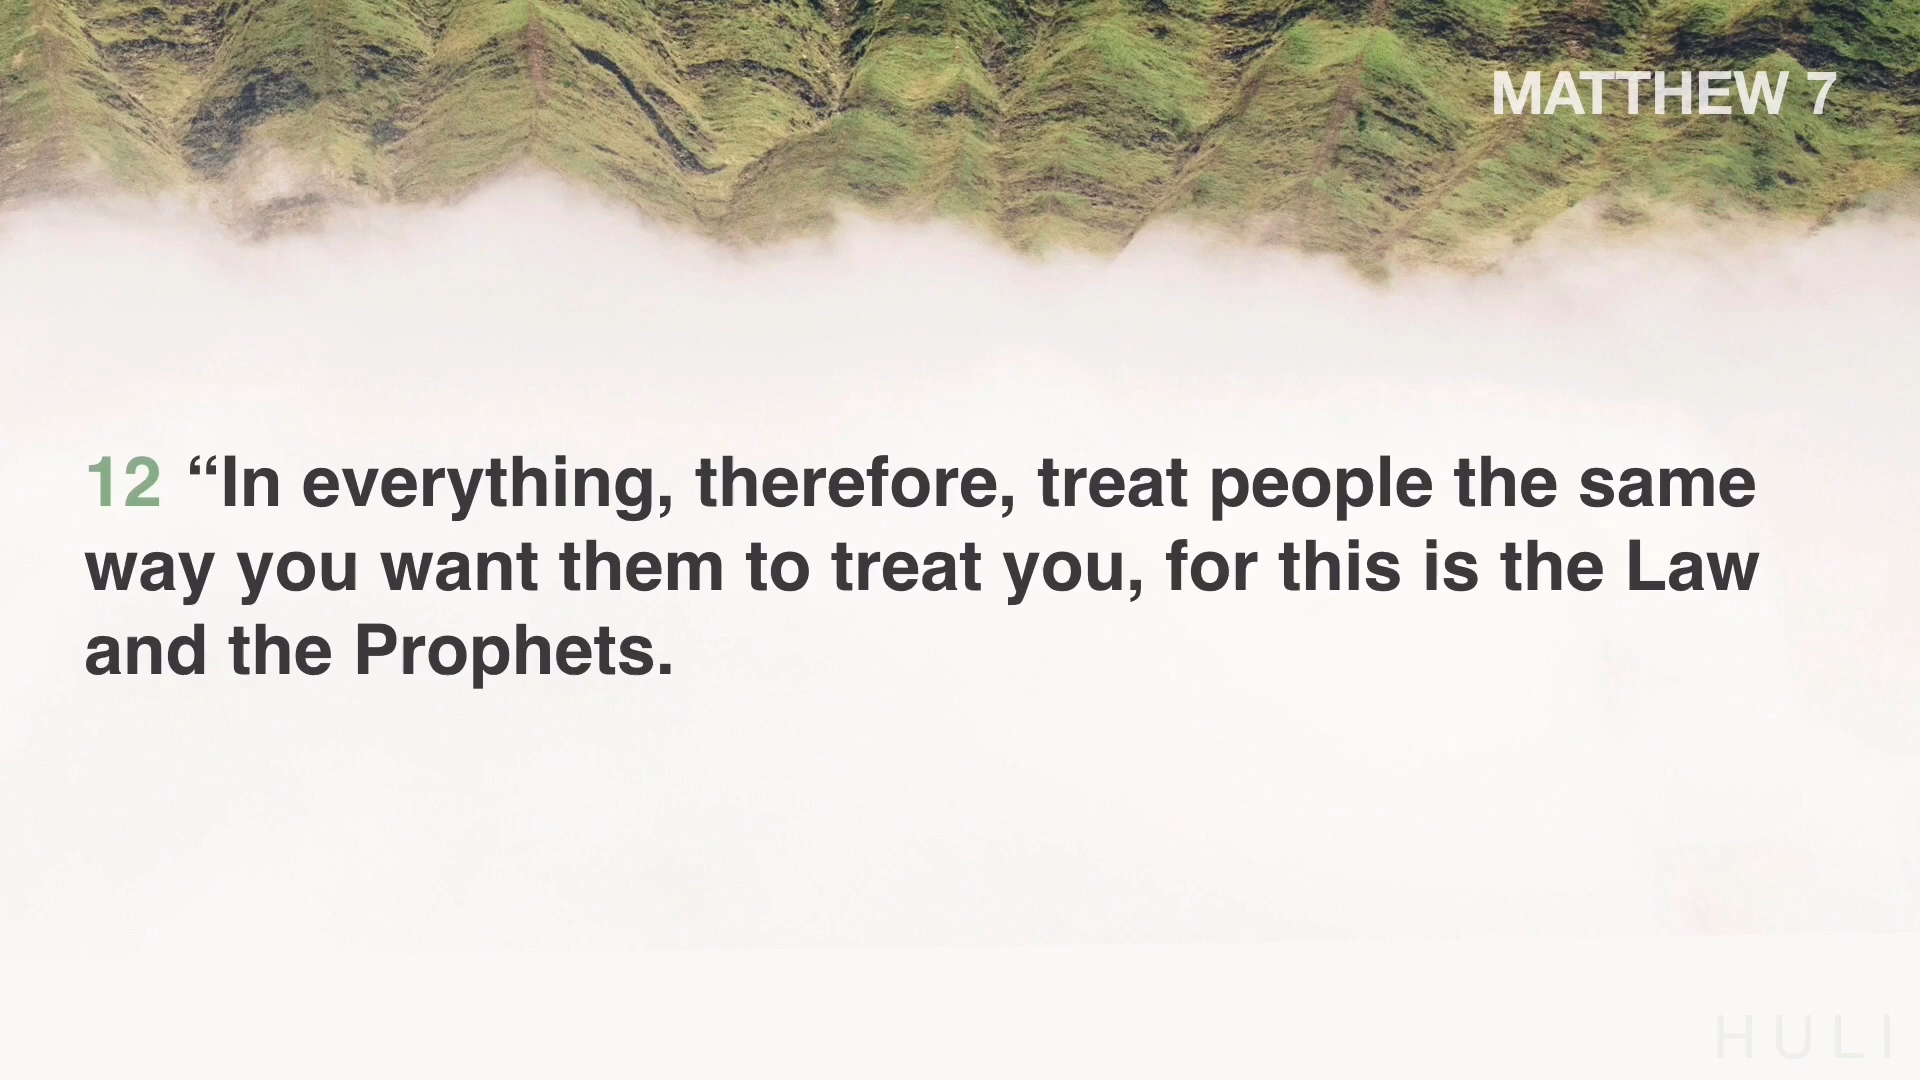 MATTHEW 7
12 “In everything, therefore, treat people the same
way you want them to treat you, for this is the Law
and the Prophets.
HULI